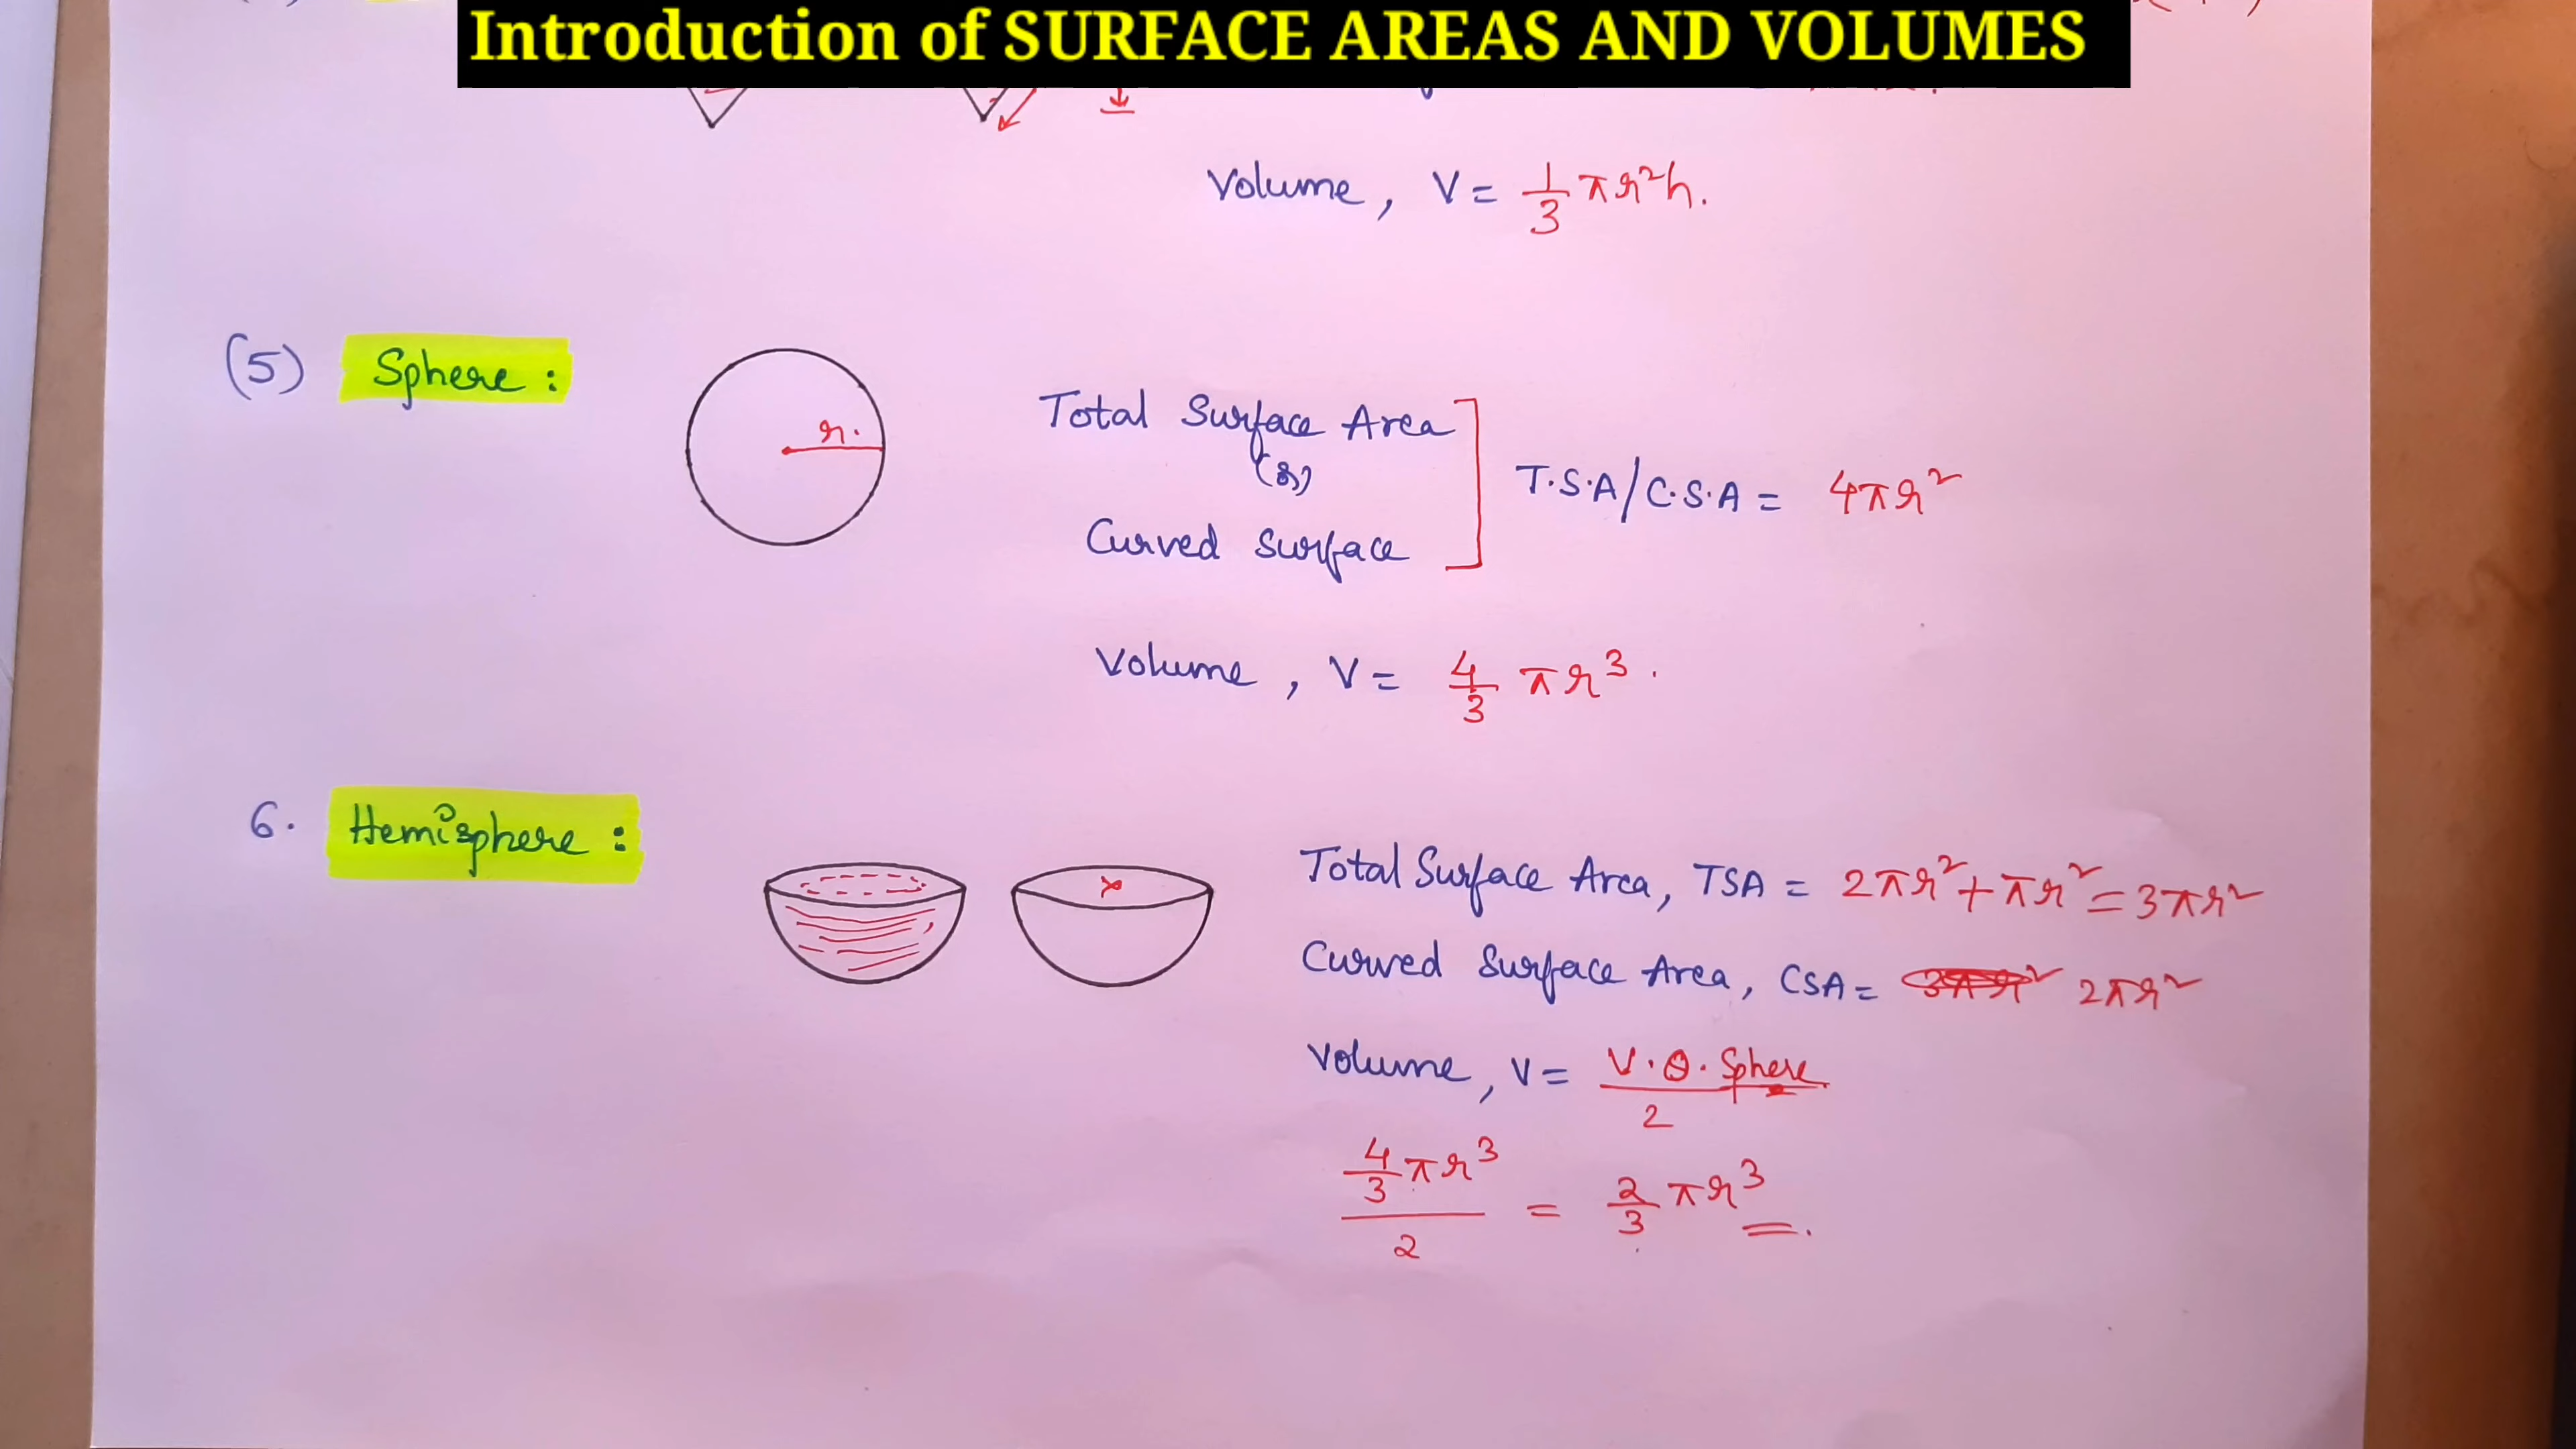 Introduction of SURFACE AREAS AND VOLUMES
Volume, V = 1/3 πr²h.
(5) Sphere :
r.
Total Surface Area
(or)
Curved Surface
T.S.A/C.S.A = 4πr²
Volume, V = 4/3 πr³.
6. Hemisphere :
Total Surface Area, TSA = 2πr² + πr² = 3πr²
Curved Surface Area, CSA = 2πr²
Volume, V = V.O. Sphere / 2
4/3 πr³ / 2 = 2/3 πr³ =.